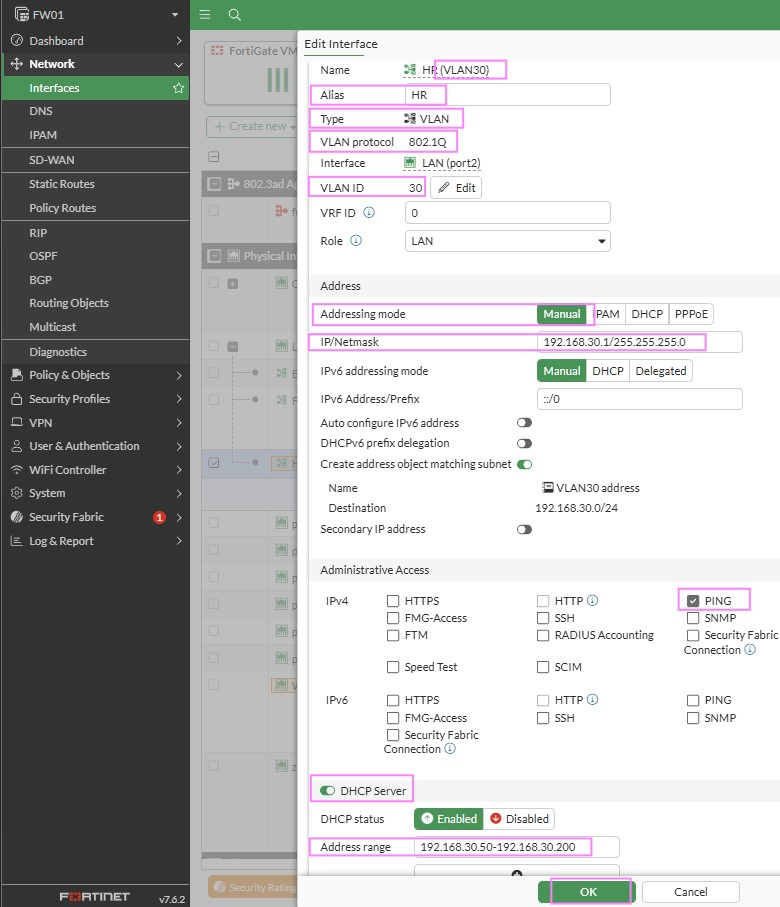 FW01
Dashboard
Network
Interfaces
DNS
IPAM
SD-WAN
Static Routes
Policy Routes
RIP
OSPF
BGP
Routing Objects
Multicast
Diagnostics
Policy & Objects
Security Profiles
VPN
User & Authentication
WiFi Controller
System
Security Fabric 1
Log & Report
FORTINET v7.6.2
FortiGate VM
+ Create new
802.3ad
Physical
Security Rating
Edit Interface
Name HR (VLAN30)
Alias HR
Type VLAN
VLAN protocol 802.1Q
Interface LAN (port2)
VLAN ID 30 Edit
VRF ID 0
Role LAN
Address
Addressing mode Manual IPAM DHCP PPPoE
IP/Netmask 192.168.30.1/255.255.255.0
IPv6 addressing mode Manual DHCP Delegated
IPv6 Address/Prefix ::/0
Auto configure IPv6 address
DHCPv6 prefix delegation
Create address object matching subnet
Name VLAN30 address
Destination 192.168.30.0/24
Secondary IP address
Administrative Access
IPv4 HTTPS HTTP PING
FMG-Access SSH SNMP
FTM RADIUS Accounting Security Fabric
Connection
Speed Test SCIM
IPv6 HTTPS HTTP PING
FMG-Access SSH SNMP
Security Fabric
Connection
DHCP Server
DHCP status Enabled Disabled
Address range 192.168.30.50-192.168.30.200
OK Cancel